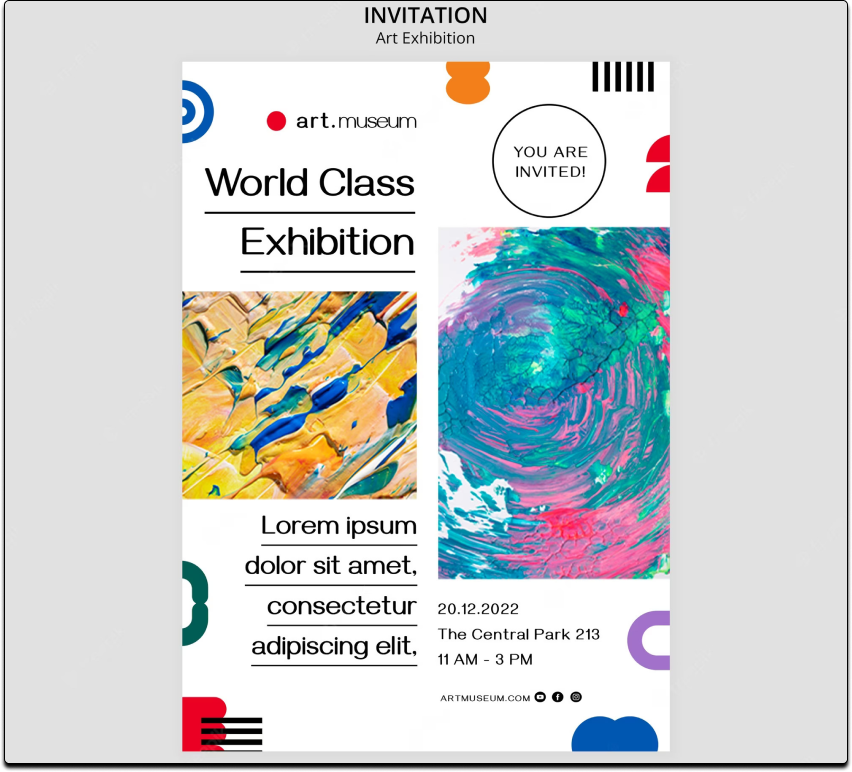 INVITATION
Art Exhibition
art.museum
World Class
Exhibition
YOU ARE
INVITED!
Lorem ipsum
dolor sit amet,
consectetur
adipiscing elit,
20.12.2022
The Central Park 213
11 AM - 3 PM
ARTMUSEUM.COM